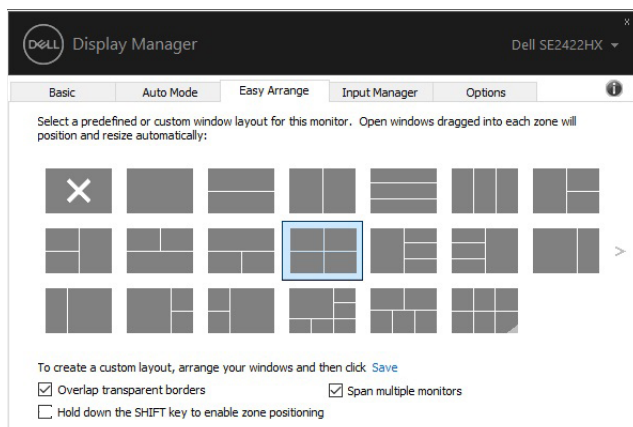 DELL Display Manager
Dell SE2422HX
x
Basic Auto Mode Easy Arrange Input Manager Options
Select a predefined or custom window layout for this monitor. Open windows dragged into each zone will
position and resize automatically:
>
To create a custom layout, arrange your windows and then click Save
Overlap transparent borders
Span multiple monitors
Hold down the SHIFT key to enable zone positioning